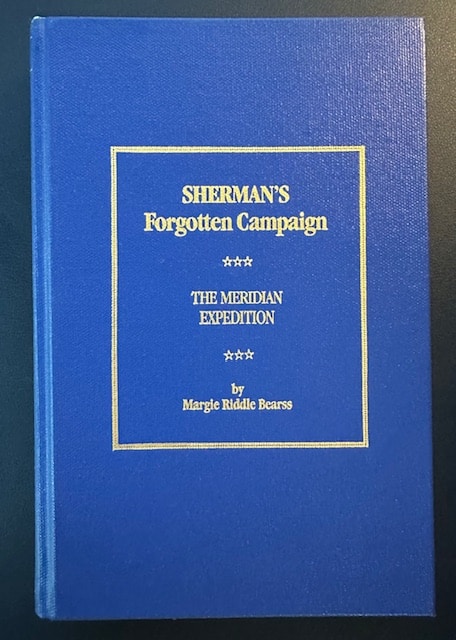 SHERMAN'S
Forgotten Campaign
☆☆☆
THE MERIDIAN
EXPEDITION
☆☆☆
by
Margie Riddle Bearss